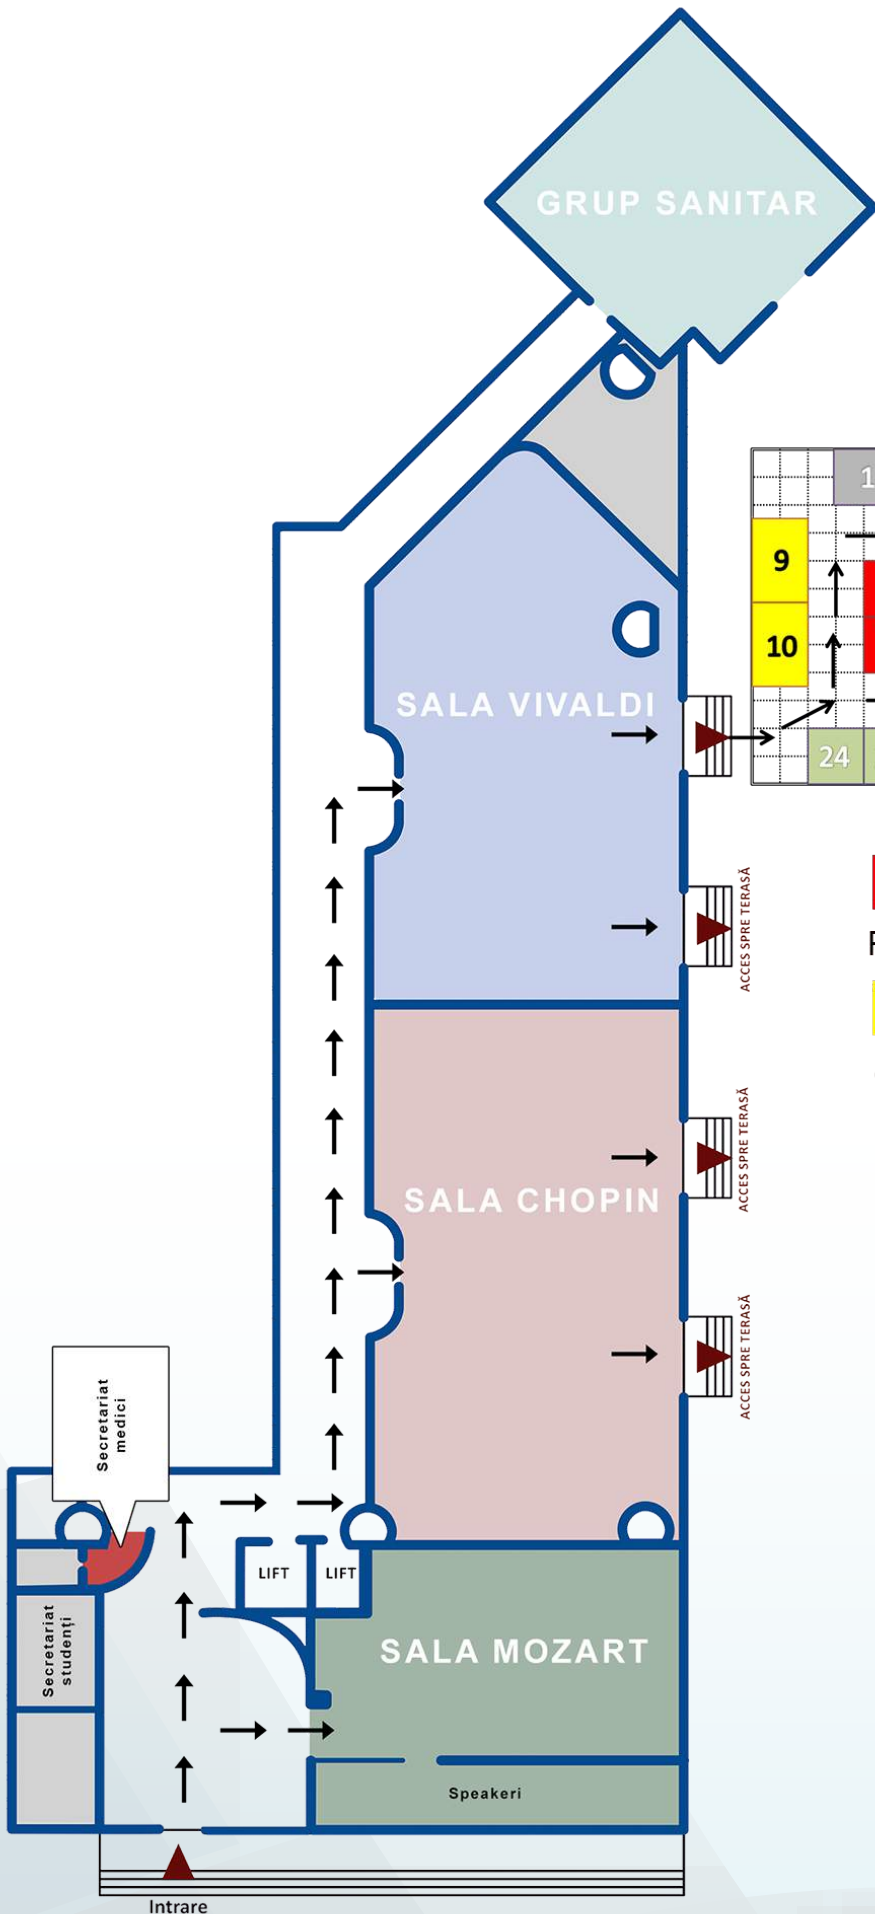 GRUP SANITAR
1
9
10
24
SALA VIVALDI
ACCES SPRE TERASĂ
F
SALA CHOPIN
ACCES SPRE TERASĂ
ACCES SPRE TERASĂ
Secretariat
medici
LIFT
LIFT
Secretariat
studenți
SALA MOZART
Speakeri
Intrare